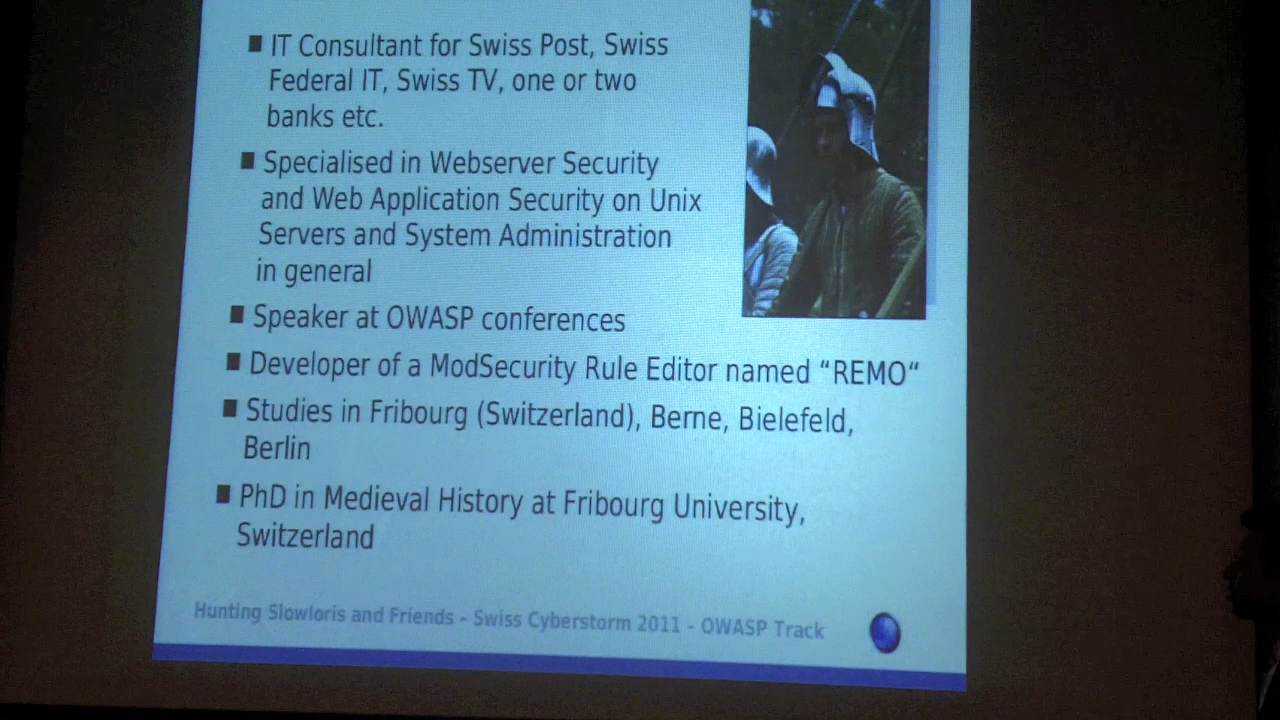 IT Consultant for Swiss Post, Swiss
Federal IT, Swiss TV, one or two
banks etc.
Specialised in Webserver Security
and Web Application Security on Unix
Servers and System Administration
in general
Speaker at OWASP conferences
Developer of a ModSecurity Rule Editor named “REMO“
Studies in Fribourg (Switzerland), Berne, Bielefeld,
Berlin
PhD in Medieval History at Fribourg University,
Switzerland
Hunting Slowloris and Friends - Swiss Cyberstorm 2011 - OWASP Track